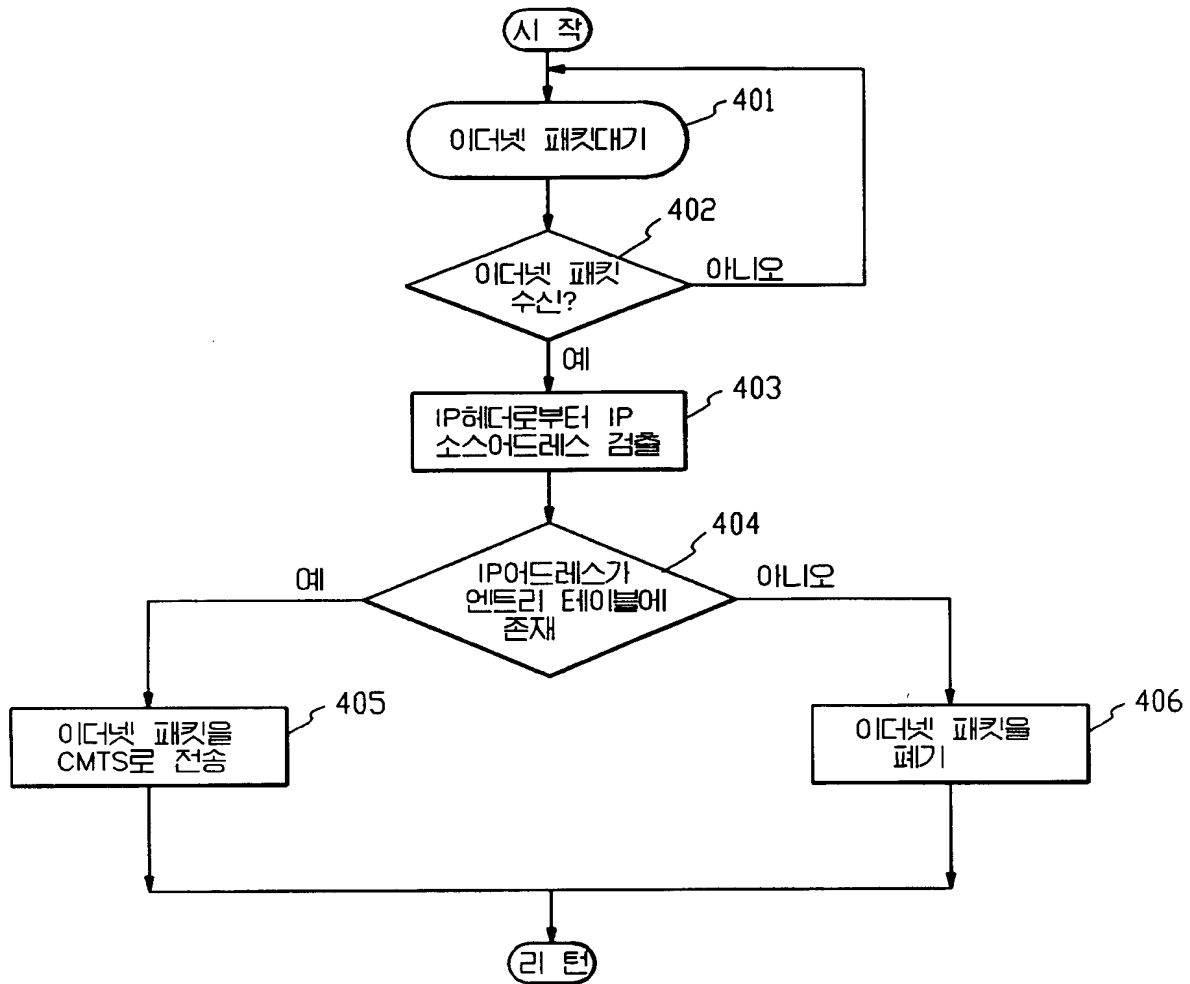 시 작
401
이더넷 패킷대기
402
이더넷 패킷
수신?
아니오
예
403
IP헤더로부터 IP
소스어드레스 검출
404
IP어드레스가
엔트리 테이블에
존재
예
아니오
405
이더넷 패킷을
CMTS로 전송
406
이더넷 패킷을
폐기
리 턴